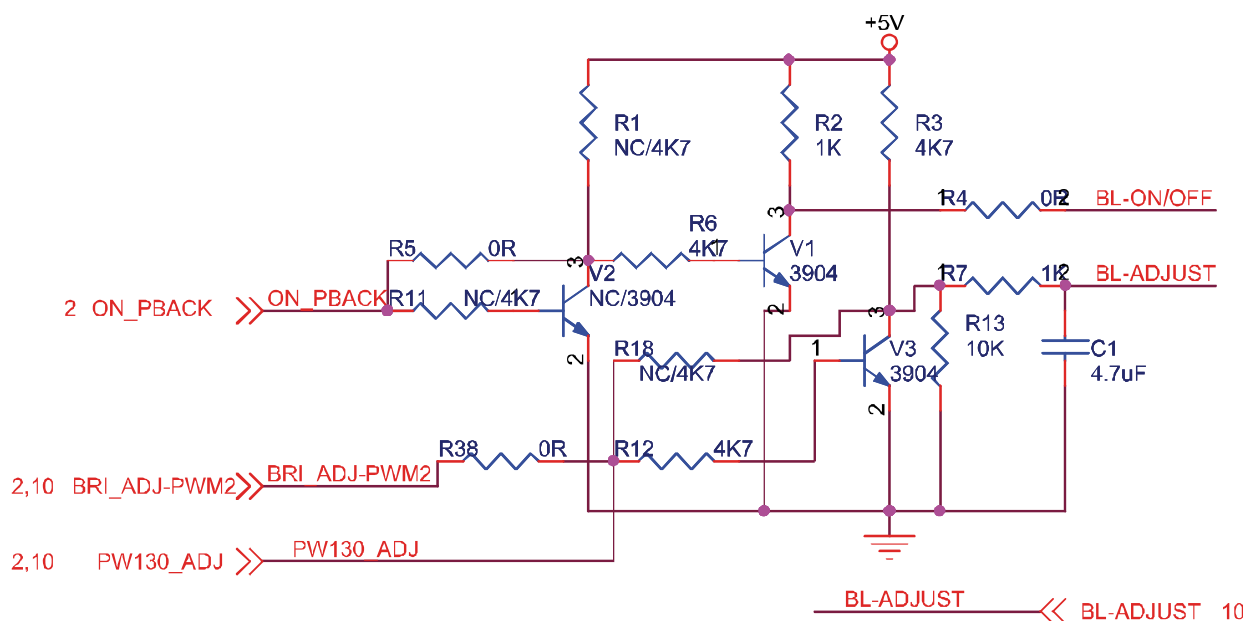 +5V
R1
NC/4K7
R2
1K
R3
4K7
3
1
R4
0R
2
BL-ON/OFF
R5
0R
3
R6
4K7
1
V1
3904
2
V2
NC/3904
2 ON_PBACK
ON_PBACK
R11
NC/4K7
1
2
1
R7
1K
2
BL-ADJUST
R13
10K
C1
4.7uF
R18
NC/4K7
1
3
V3
3904
2
R38
0R
R12
4K7
2,10 BRI_ADJ-PWM2
BRI_ADJ-PWM2
2,10 PW130_ADJ
PW130_ADJ
BL-ADJUST
BL-ADJUST 10